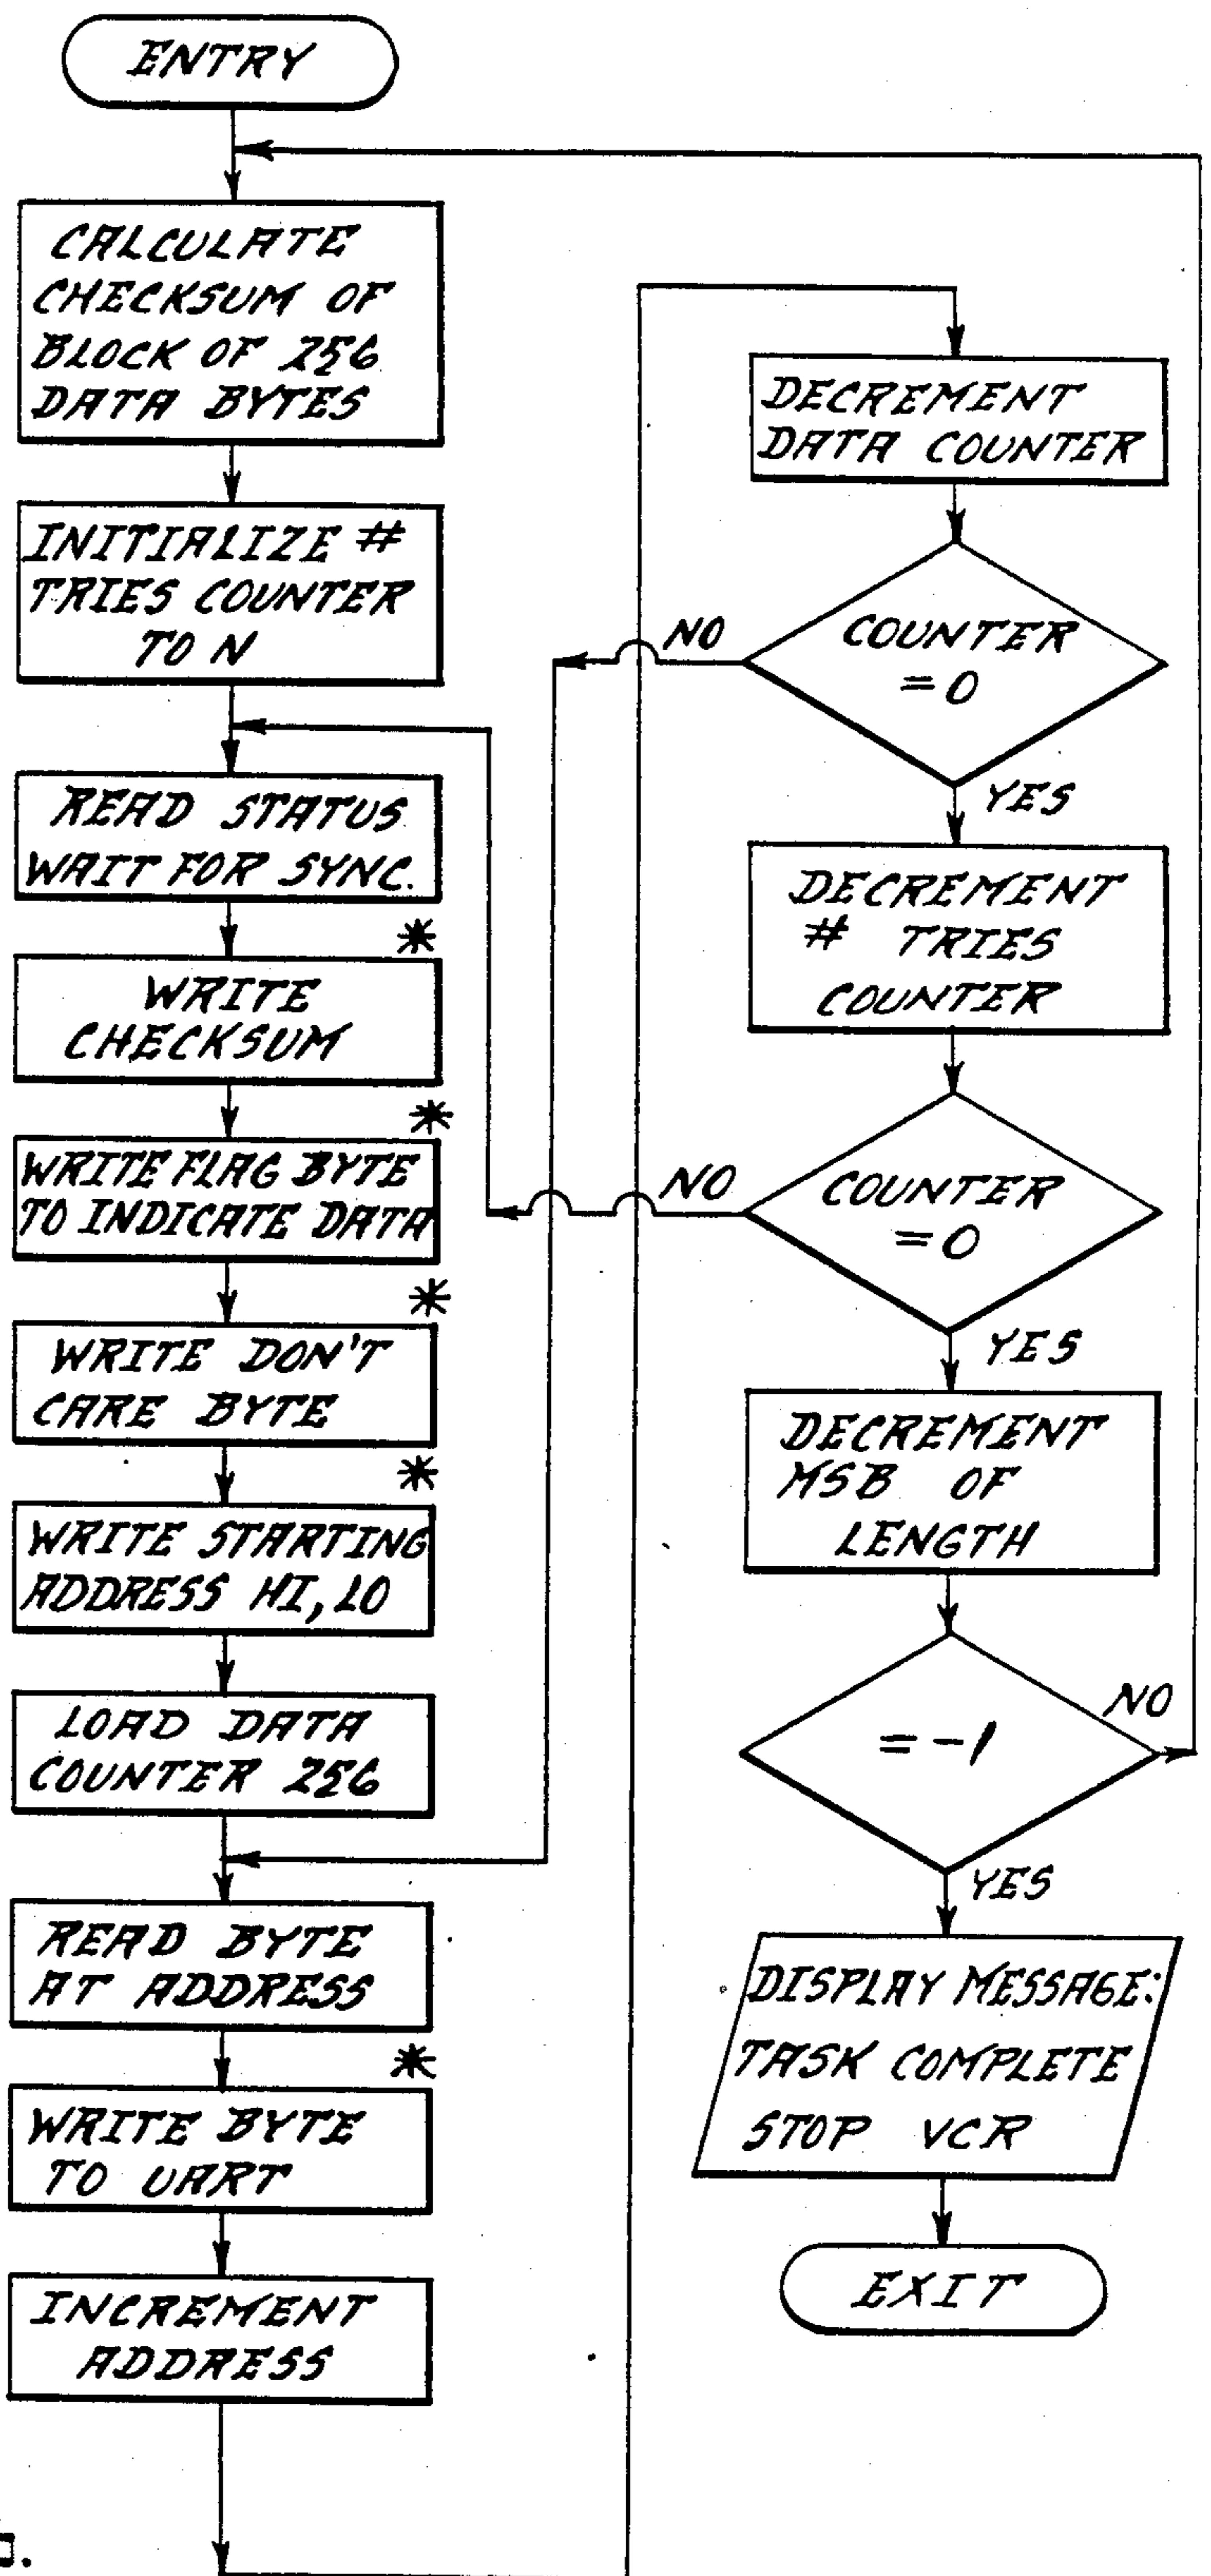 ENTRY
CALCULATE
CHECKSUM OF
BLOCK OF 256
DATA BYTES
INITIALIZE #
TRIES COUNTER
TO N
READ STATUS
WAIT FOR SYNC.
*
WRITE
CHECKSUM
*
WRITE FLAG BYTE
TO INDICATE DATA
*
WRITE DON'T
CARE BYTE
*
WRITE STARTING
ADDRESS HI, LO
LOAD DATA
COUNTER 256
READ BYTE
AT ADDRESS
*
WRITE BYTE
TO UART
INCREMENT
ADDRESS
DECREMENT
DATA COUNTER
NO
COUNTER
=0
YES
DECREMENT
# TRIES
COUNTER
NO
COUNTER
=0
YES
DECREMENT
MSB OF
LENGTH
NO
=-1
YES
DISPLAY MESSAGE:
TASK COMPLETE
STOP VCR
EXIT